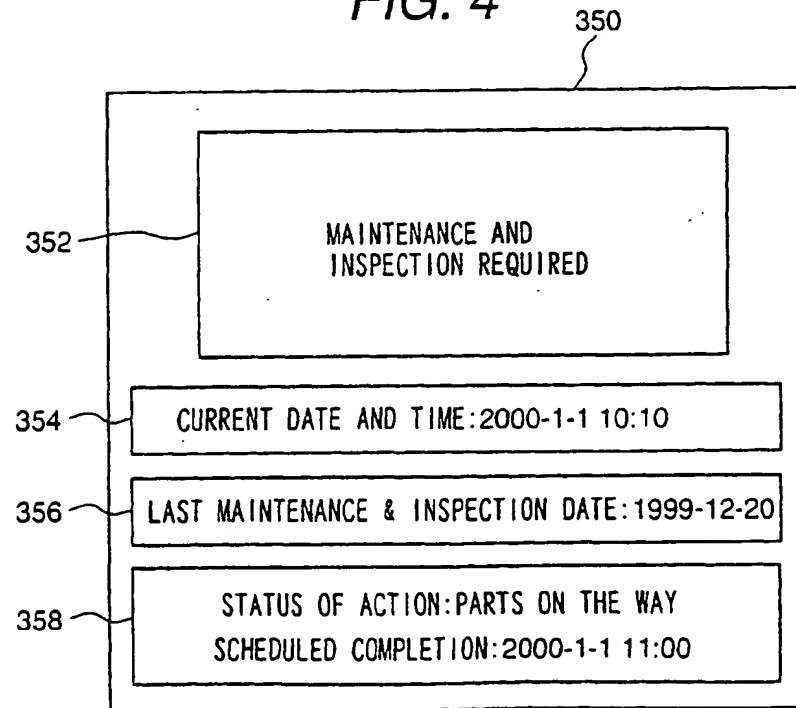 FIG. 4
350
352
MAINTENANCE AND
INSPECTION REQUIRED
354
CURRENT DATE AND TIME:2000-1-1 10:10
356
LAST MAINTENANCE & INSPECTION DATE:1999-12-20
358
STATUS OF ACTION:PARTS ON THE WAY
SCHEDULED COMPLETION:2000-1-1 11:00